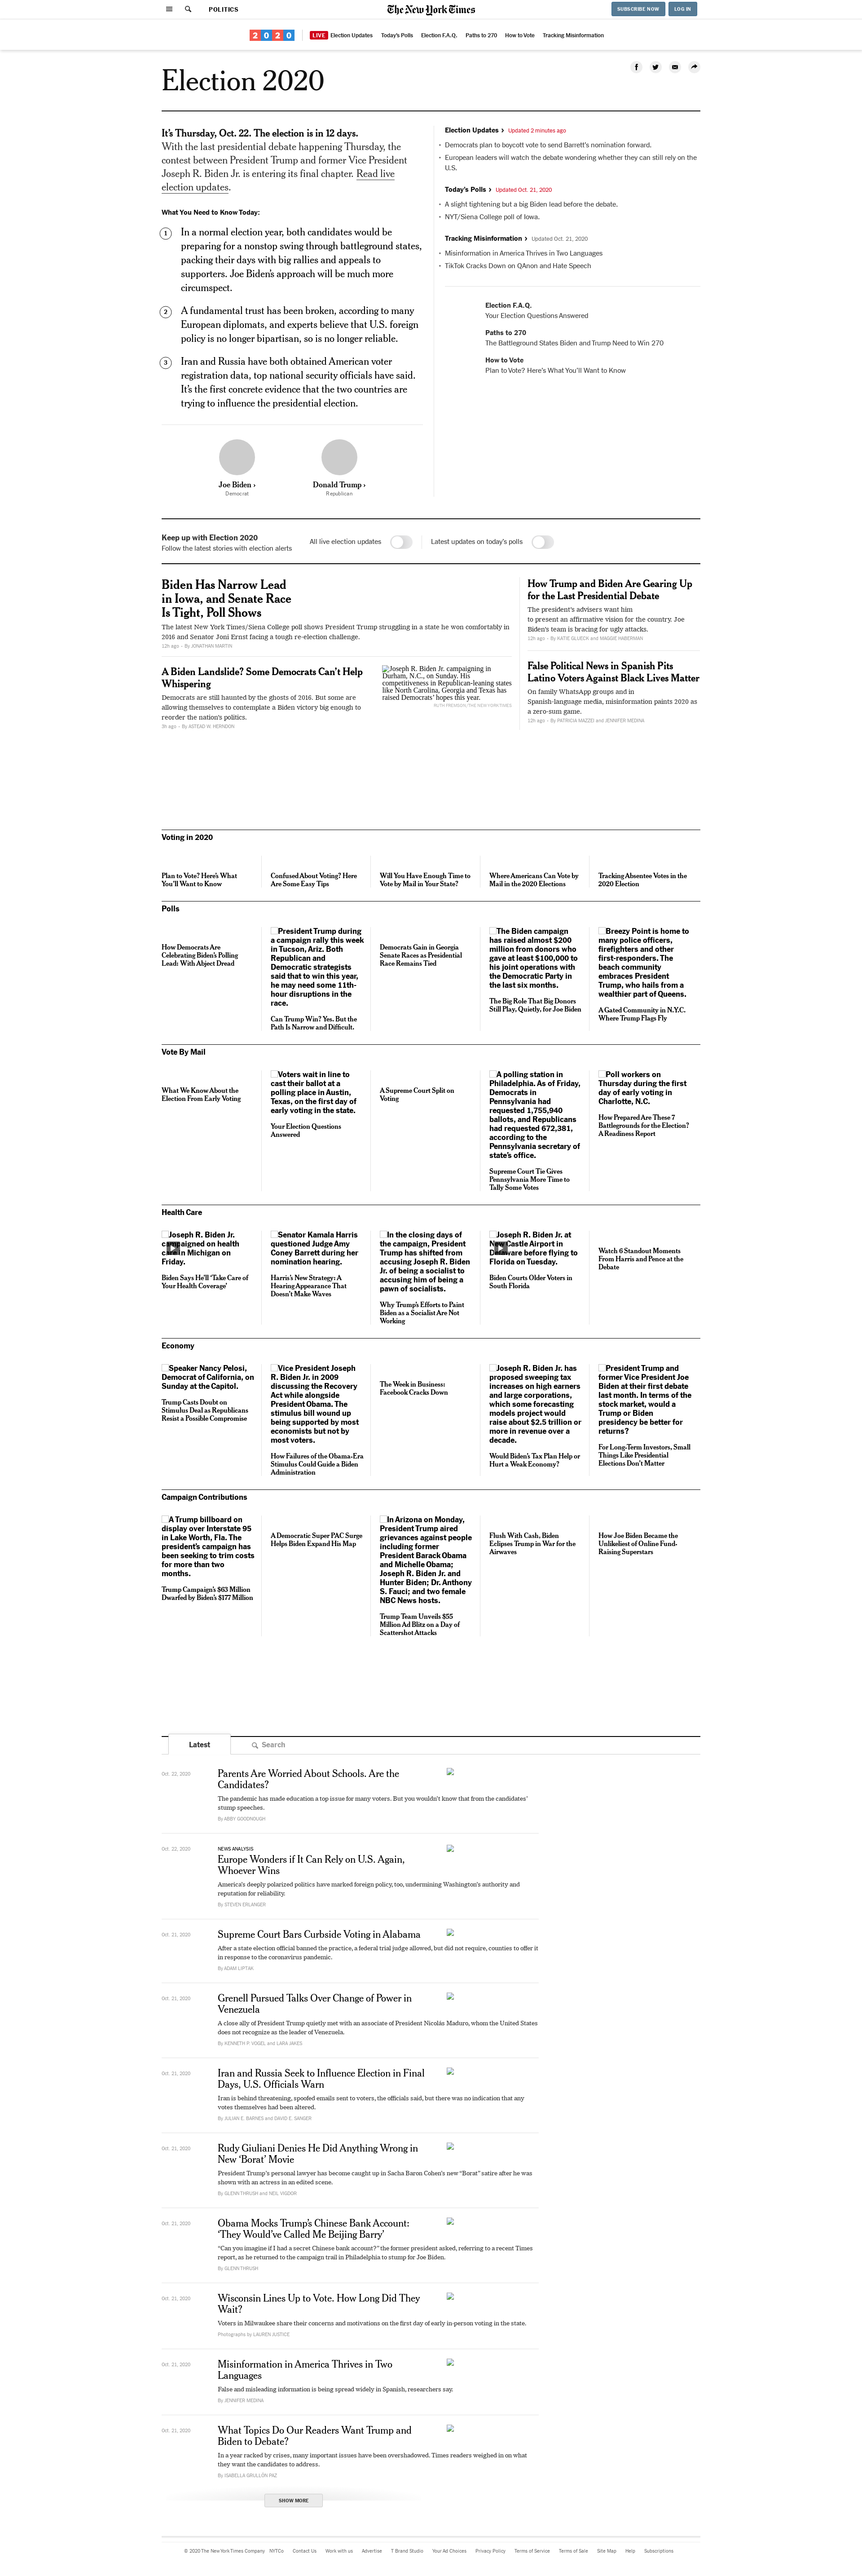 POLITICS
The New York Times
SUBSCRIBE NOW
LOG IN
2020
LIVE Election Updates
Today's Polls
Election F.A.Q.
Paths to 270
How to Vote
Tracking Misinformation
Election 2020
It's Thursday, Oct. 22. The election is in 12 days.
With the last presidential debate happening Thursday, the
contest between President Trump and former Vice President
Joseph R. Biden Jr. is entering its final chapter. Read live
election updates.
What You Need to Know Today:
1
In a normal election year, both candidates would be
preparing for a nonstop swing through battleground states,
packing their days with big rallies and appeals to
supporters. Joe Biden's approach will be much more
circumspect.
2
A fundamental trust has been broken, according to many
European diplomats, and experts believe that U.S. foreign
policy is no longer bipartisan, so is no longer reliable.
3
Iran and Russia have both obtained American voter
registration data, top national security officials have said.
It's the first concrete evidence that the two countries are
trying to influence the presidential election.
Joe Biden ›
Democrat
Donald Trump ›
Republican
Election Updates › Updated 2 minutes ago
• Democrats plan to boycott vote to send Barrett's nomination forward.
• European leaders will watch the debate wondering whether they can still rely on the
U.S.
Today's Polls › Updated Oct. 21, 2020
• A slight tightening but a big Biden lead before the debate.
• NYT/Siena College poll of Iowa.
Tracking Misinformation › Updated Oct. 21, 2020
• Misinformation in America Thrives in Two Languages
• TikTok Cracks Down on QAnon and Hate Speech
Election F.A.Q.
Your Election Questions Answered
Paths to 270
The Battleground States Biden and Trump Need to Win 270
How to Vote
Plan to Vote? Here's What You'll Want to Know
Keep up with Election 2020
Follow the latest stories with election alerts
All live election updates
Latest updates on today's polls
Biden Has Narrow Lead
in Iowa, and Senate Race
Is Tight, Poll Shows
The latest New York Times/Siena College poll shows President Trump struggling in a state he won comfortably in
2016 and Senator Joni Ernst facing a tough re-election challenge.
12h ago · By JONATHAN MARTIN
A Biden Landslide? Some Democrats Can't Help
Whispering
Democrats are still haunted by the ghosts of 2016. But some are
allowing themselves to contemplate a Biden victory big enough to
reorder the nation's politics.
3h ago · By ASTEAD W. HERNDON
Joseph R. Biden Jr. campaigning in
Durham, N.C., on Sunday. His
competitiveness in Republican-leaning states
like North Carolina, Georgia and Texas has
raised Democrats' hopes this year.
RUTH FREMSON/THE NEW YORK TIMES
How Trump and Biden Are Gearing Up
for the Last Presidential Debate
The president's advisers want him
to present an affirmative vision for the country. Joe
Biden's team is bracing for ugly attacks.
12h ago · By KATIE GLUECK and MAGGIE HABERMAN
False Political News in Spanish Pits
Latino Voters Against Black Lives Matter
On family WhatsApp groups and in
Spanish-language media, misinformation paints 2020 as
a zero-sum game.
12h ago · By PATRICIA MAZZEI and JENNIFER MEDINA
Voting in 2020
Plan to Vote? Here's What
You'll Want to Know
Confused About Voting? Here
Are Some Easy Tips
Will You Have Enough Time to
Vote by Mail in Your State?
Where Americans Can Vote by
Mail in the 2020 Elections
Tracking Absentee Votes in the
2020 Election
Polls
How Democrats Are
Celebrating Biden's Polling
Lead: With Abject Dread
President Trump during
a campaign rally this week
in Tucson, Ariz. Both
Republican and
Democratic strategists
said that to win this year,
he may need some 11th-
hour disruptions in the
race.
Can Trump Win? Yes. But the
Path Is Narrow and Difficult.
Democrats Gain in Georgia
Senate Races as Presidential
Race Remains Tied
The Biden campaign
has raised almost $200
million from donors who
gave at least $100,000 to
his joint operations with
the Democratic Party in
the last six months.
The Big Role That Big Donors
Still Play, Quietly, for Joe Biden
Breezy Point is home to
many police officers,
firefighters and other
first-responders. The
beach community
embraces President
Trump, who hails from a
wealthier part of Queens.
A Gated Community in N.Y.C.
Where Trump Flags Fly
Vote By Mail
What We Know About the
Election From Early Voting
Voters wait in line to
cast their ballot at a
polling place in Austin,
Texas, on the first day of
early voting in the state.
Your Election Questions
Answered
A Supreme Court Split on
Voting
A polling station in
Philadelphia. As of Friday,
Democrats in
Pennsylvania had
requested 1,755,940
ballots, and Republicans
had requested 672,381,
according to the
Pennsylvania secretary of
state's office.
Supreme Court Tie Gives
Pennsylvania More Time to
Tally Some Votes
Poll workers on
Thursday during the first
day of early voting in
Charlotte, N.C.
How Prepared Are These 7
Battlegrounds for the Election?
A Readiness Report
Health Care
Joseph R. Biden Jr.
campaigned on health
in Michigan on
Friday.
Biden Says He'll 'Take Care of
Your Health Coverage'
Senator Kamala Harris
questioned Judge Amy
Coney Barrett during her
nomination hearing.
Harris's New Strategy: A
Hearing Appearance That
Doesn't Make Waves
In the closing days of
the campaign, President
Trump has shifted from
accusing Joseph R. Biden
Jr. of being a socialist to
accusing him of being a
pawn of socialists.
Why Trump's Efforts to Paint
Biden as a Socialist Are Not
Working
Joseph R. Biden Jr. at
New Castle Airport in
Delaware before flying to
Florida on Tuesday.
Biden Courts Older Voters in
South Florida
Watch 6 Standout Moments
From Harris and Pence at the
Debate
Economy
Speaker Nancy Pelosi,
Democrat of California, on
Sunday at the Capitol.
Trump Casts Doubt on
Stimulus Deal as Republicans
Resist a Possible Compromise
Vice President Joseph
R. Biden Jr. in 2009
discussing the Recovery
Act while alongside
President Obama. The
stimulus bill wound up
being supported by most
economists but not by
most voters.
How Failures of the Obama-Era
Stimulus Could Guide a Biden
Administration
The Week in Business:
Facebook Cracks Down
Joseph R. Biden Jr. has
proposed sweeping tax
increases on high earners
and large corporations,
which some forecasting
models project would
raise about $2.5 trillion or
more in revenue over a
decade.
Would Biden's Tax Plan Help or
Hurt a Weak Economy?
President Trump and
former Vice President Joe
Biden at their first debate
last month. In terms of the
stock market, would a
Trump or Biden
presidency be better for
returns?
For Long-Term Investors, Small
Things Like Presidential
Elections Don't Matter
Campaign Contributions
A Trump billboard on
display over Interstate 95
in Lake Worth, Fla. The
president's campaign has
been seeking to trim costs
for more than two
months.
Trump Campaign's $63 Million
Dwarfed by Biden's $177 Million
A Democratic Super PAC Surge
Helps Biden Expand His Map
In Arizona on Monday,
President Trump aired
grievances against people
including former
President Barack Obama
and Michelle Obama;
Joseph R. Biden Jr. and
Hunter Biden; Dr. Anthony
S. Fauci; and two female
NBC News hosts.
Trump Team Unveils $55
Million Ad Blitz on a Day of
Scattershot Attacks
Flush With Cash, Biden
Eclipses Trump in War for the
Airwaves
How Joe Biden Became the
Unlikeliest of Online Fund-
Raising Superstars
Latest
Search
Oct. 22, 2020
Parents Are Worried About Schools. Are the
Candidates?
The pandemic has made education a top issue for many voters. But you wouldn't know that from the candidates'
stump speeches.
By ABBY GOODNOUGH
Oct. 22, 2020
NEWS ANALYSIS
Europe Wonders if It Can Rely on U.S. Again,
Whoever Wins
America's deeply polarized politics have marked foreign policy, too, undermining Washington's authority and
reputation for reliability.
By STEVEN ERLANGER
Oct. 21, 2020
Supreme Court Bars Curbside Voting in Alabama
After a state election official banned the practice, a federal trial judge allowed, but did not require, counties to offer it
in response to the coronavirus pandemic.
By ADAM LIPTAK
Oct. 21, 2020
Grenell Pursued Talks Over Change of Power in
Venezuela
A close ally of President Trump quietly met with an associate of President Nicolás Maduro, whom the United States
does not recognize as the leader of Venezuela.
By KENNETH P. VOGEL and LARA JAKES
Oct. 21, 2020
Iran and Russia Seek to Influence Election in Final
Days, U.S. Officials Warn
Iran is behind threatening, spoofed emails sent to voters, the officials said, but there was no indication that any
votes themselves had been altered.
By JULIAN E. BARNES and DAVID E. SANGER
Oct. 21, 2020
Rudy Giuliani Denies He Did Anything Wrong in
New 'Borat' Movie
President Trump's personal lawyer has become caught up in Sacha Baron Cohen's new "Borat" satire after he was
shown with an actress in an edited scene.
By GLENN THRUSH and NEIL VIGDOR
Oct. 21, 2020
Obama Mocks Trump's Chinese Bank Account:
'They Would've Called Me Beijing Barry'
"Can you imagine if I had a secret Chinese bank account?" the former president asked, referring to a recent Times
report, as he returned to the campaign trail in Philadelphia to stump for Joe Biden.
By GLENN THRUSH
Oct. 21, 2020
Wisconsin Lines Up to Vote. How Long Did They
Wait?
Voters in Milwaukee share their concerns and motivations on the first day of early in-person voting in the state.
Photographs by LAUREN JUSTICE
Oct. 21, 2020
Misinformation in America Thrives in Two
Languages
False and misleading information is being spread widely in Spanish, researchers say.
By JENNIFER MEDINA
Oct. 21, 2020
What Topics Do Our Readers Want Trump and
Biden to Debate?
In a year racked by crises, many important issues have been overshadowed. Times readers weighed in on what
they want the candidates to address.
By ISABELLA GRULLÓN PAZ
SHOW MORE
© 2020 The New York Times Company
NYTCo
Contact Us
Work with us
Advertise
T Brand Studio
Your Ad Choices
Privacy Policy
Terms of Service
Terms of Sale
Site Map
Help
Subscriptions